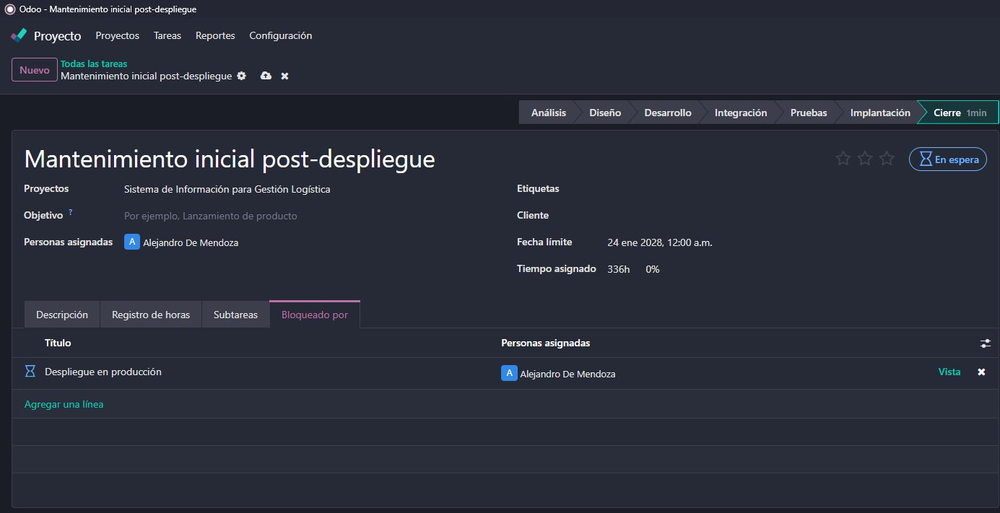 Odoo - Mantenimiento inicial post-despliegue
Proyecto Proyectos Tareas Reportes Configuración
Nuevo
Todas las tareas
Mantenimiento inicial post-despliegue
Análisis Diseño Desarrollo Integración Pruebas Implantación Cierre 1min
Mantenimiento inicial post-despliegue
En espera
Proyectos Sistema de Información para Gestión Logística
Etiquetas
Objetivo ? Por ejemplo, Lanzamiento de producto
Cliente
Personas asignadas A Alejandro De Mendoza
Fecha límite 24 ene 2028, 12:00 a.m.
Tiempo asignado 336h 0%
Descripción Registro de horas Subtareas Bloqueado por
Título Personas asignadas
Despliegue en producción A Alejandro De Mendoza Vista
Agregar una línea